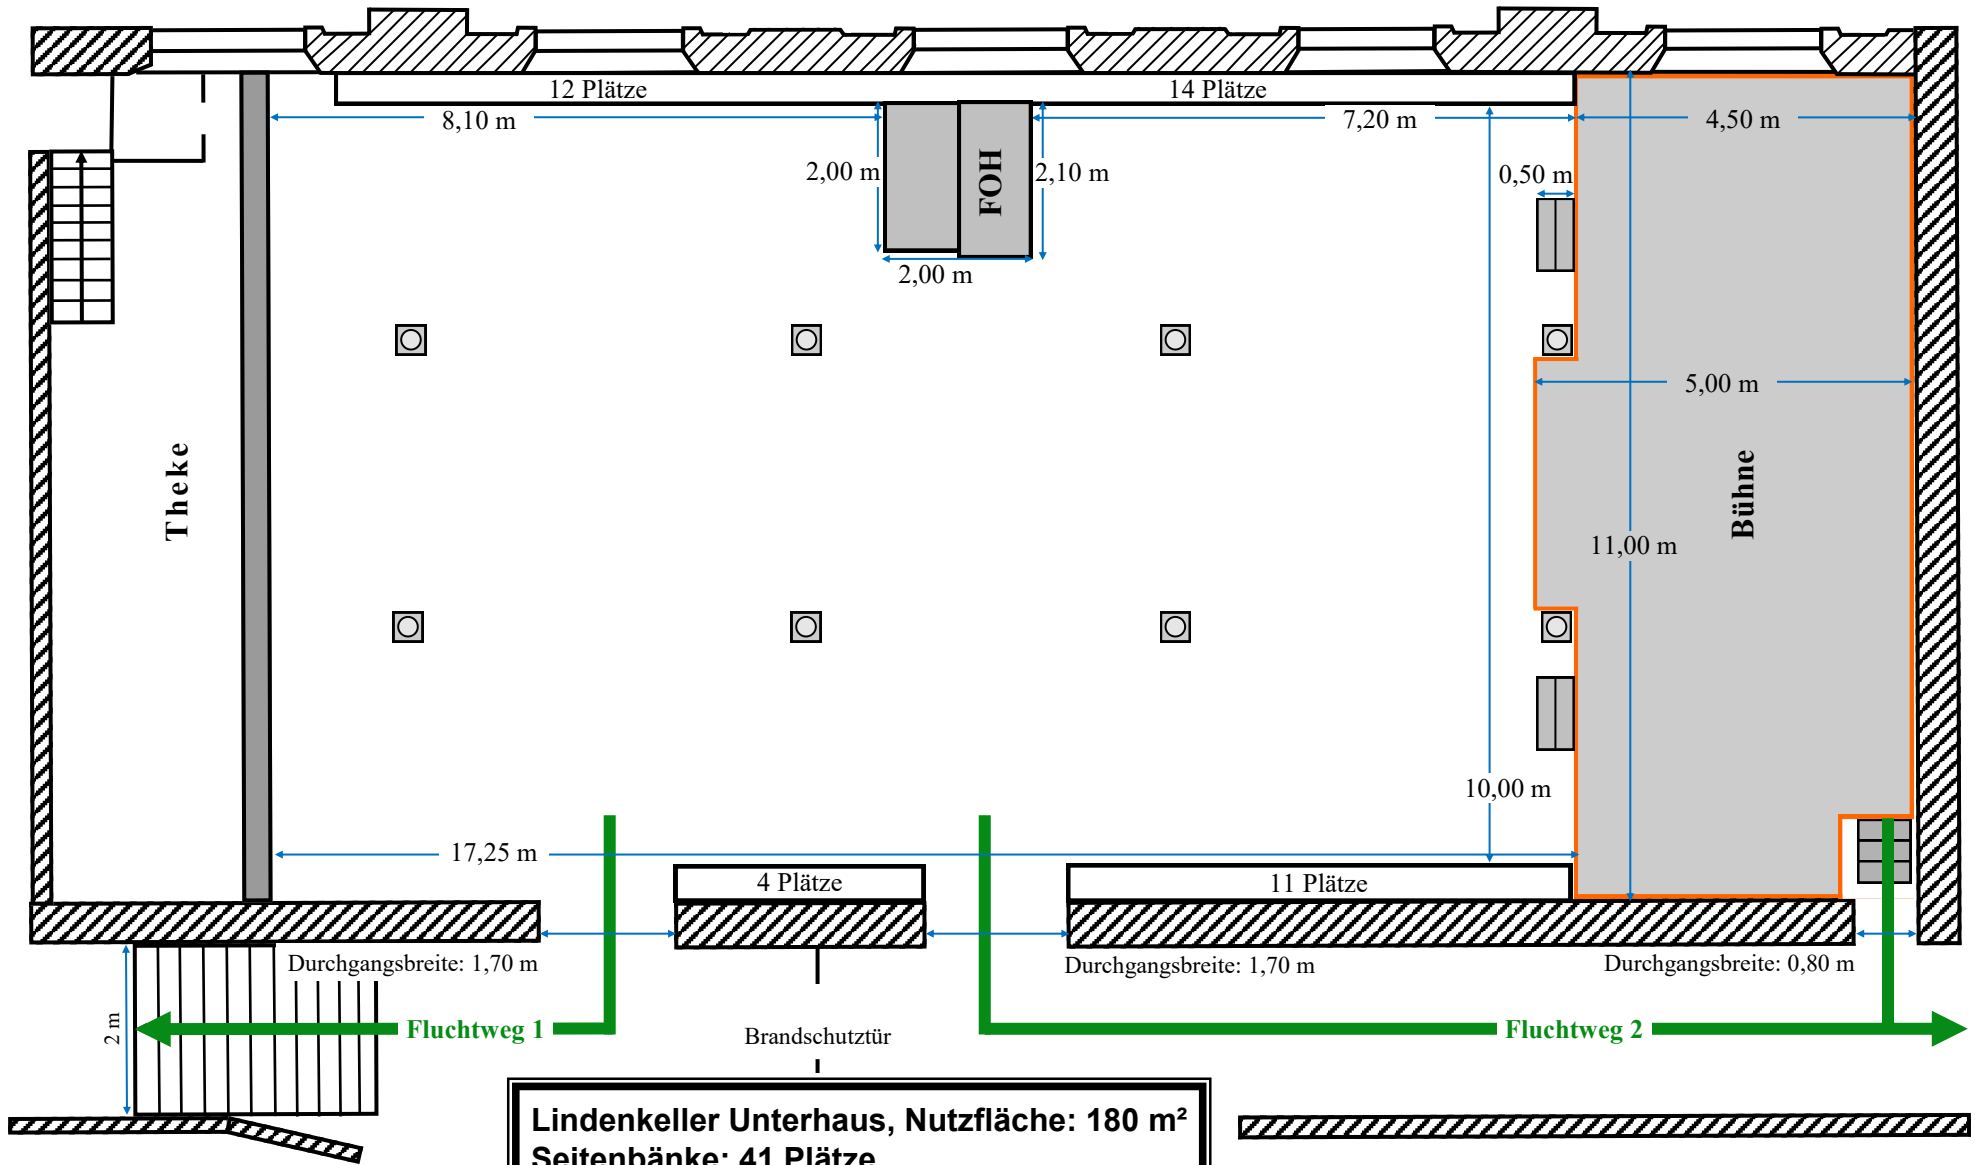 12 Plätze
14 Plätze
8,10 m
7,20 m
4,50 m
2,00 m
FOH
2,10 m
0,50 m
2,00 m
5,00 m
Theke
Bühne
11,00 m
10,00 m
17,25 m
4 Plätze
11 Plätze
Durchgangsbreite: 1,70 m
Durchgangsbreite: 1,70 m
Durchgangsbreite: 0,80 m
2 m
Fluchtweg 1
Brandschutztür
Fluchtweg 2
Lindenkeller Unterhaus, Nutzfläche: 180 m²
Seitenbänke: 41 Plätze